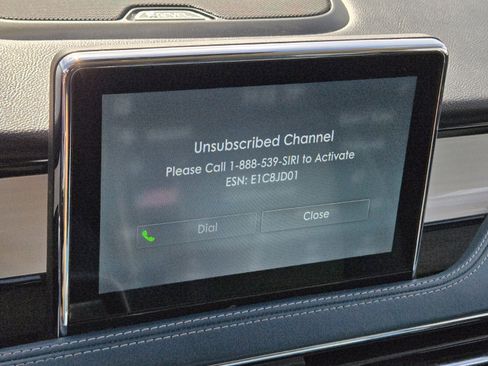 Unsubscribed Channel
Please Call 1-888-539-SIRI to Activate
ESN: E1C8JD01
Dial
Close